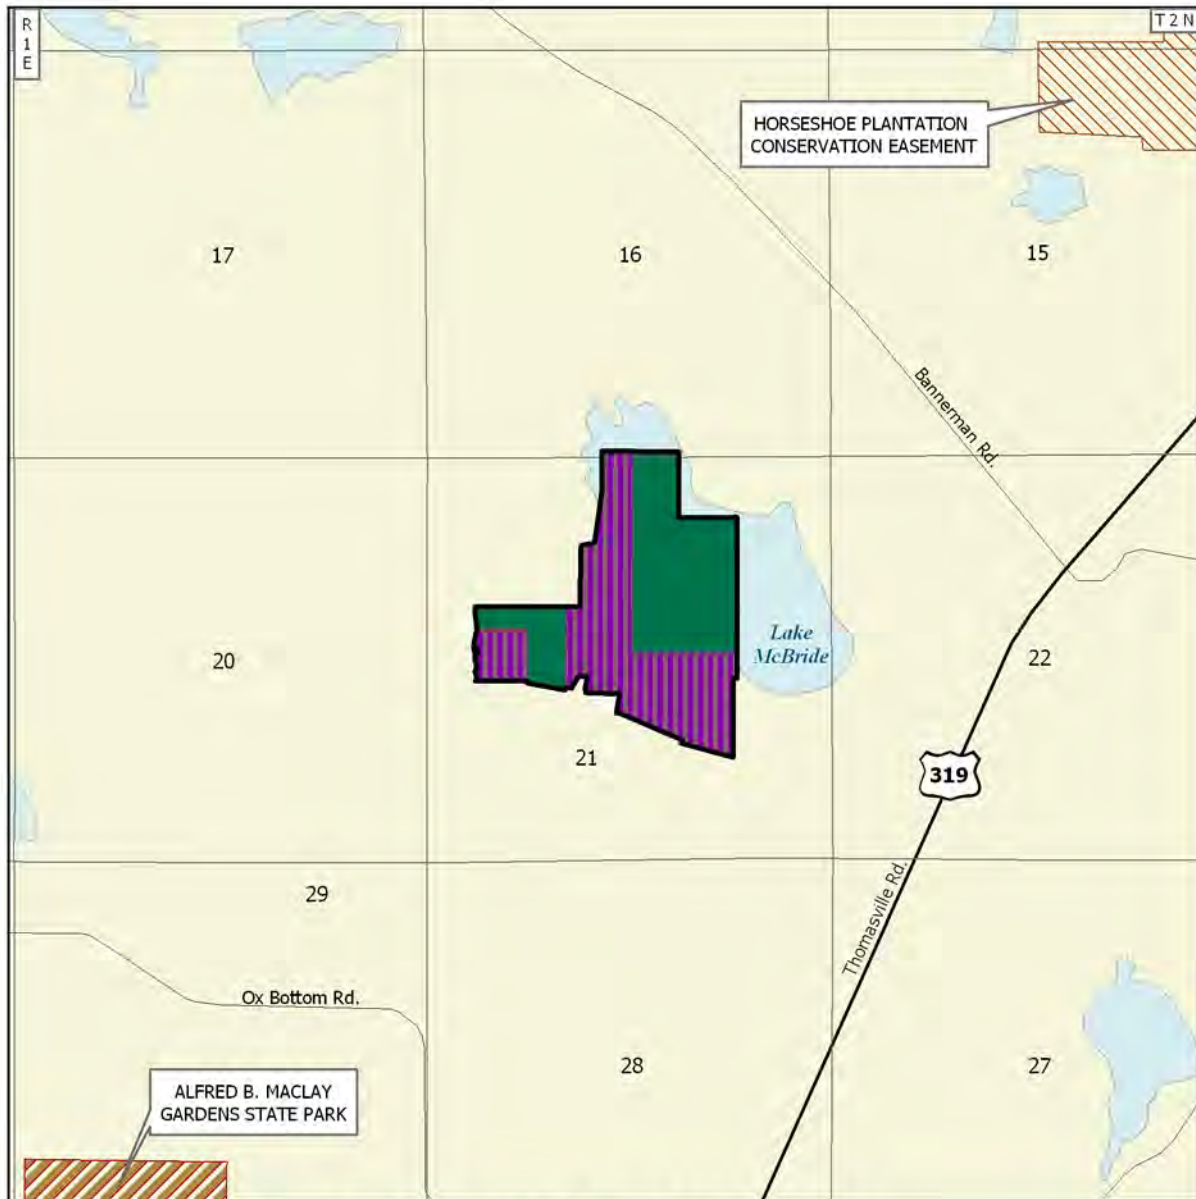 R
1
E
T 2 N
HORSESHOE PLANTATION
CONSERVATION EASEMENT
17
16
15
Bannerman Rd.
20
Lake
McBride
22
21
319
29
Thomasville Rd.
Ox Bottom Rd.
28
27
ALFRED B. MACLAY
GARDENS STATE PARK